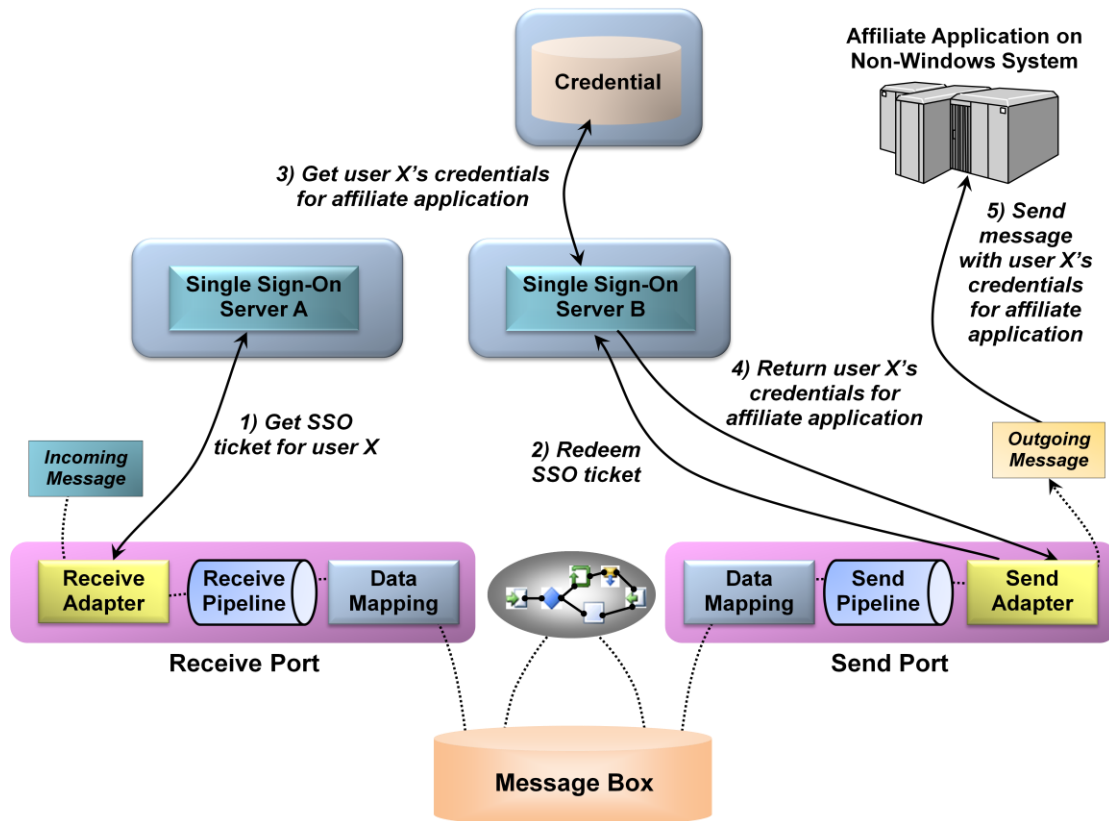 Credential
Affiliate Application on
Non-Windows System
3) Get user X's credentials
for affiliate application
5) Send
message
with user X's
credentials
for affiliate
application
Single Sign-On
Server A
Single Sign-On
Server B
4) Return user X's
credentials for
affiliate application
1) Get SSO
ticket for user X
2) Redeem
SSO ticket
Incoming
Message
Outgoing
Message
Receive
Adapter
Receive
Pipeline
Data
Mapping
Data
Mapping
Send
Pipeline
Send
Adapter
Receive Port
Send Port
Message Box